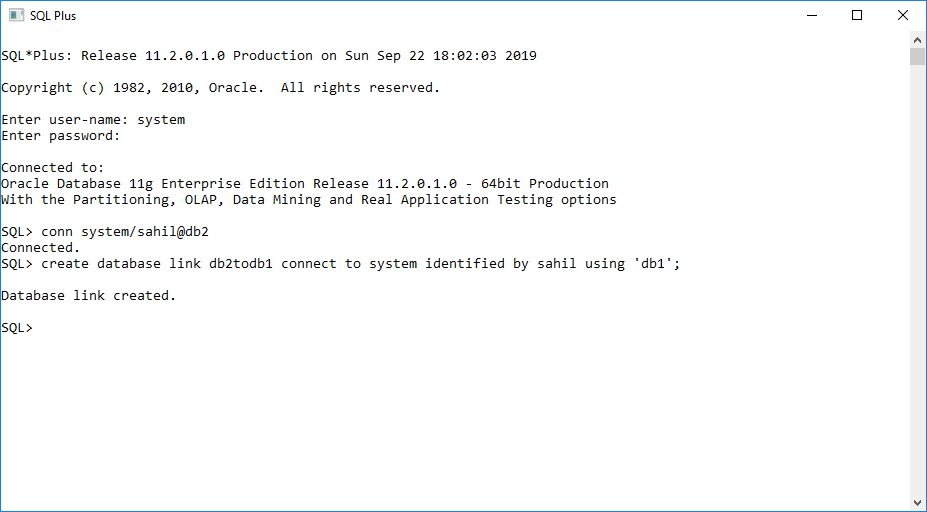 SQL Plus
SQL*Plus: Release 11.2.0.1.0 Production on Sun Sep 22 18:02:03 2019
Copyright (c) 1982, 2010, Oracle.  All rights reserved.
Enter user-name: system
Enter password:
Connected to:
Oracle Database 11g Enterprise Edition Release 11.2.0.1.0 - 64bit Production
With the Partitioning, OLAP, Data Mining and Real Application Testing options
SQL> conn system/sahil@db2
Connected.
SQL> create database link db2todb1 connect to system identified by sahil using 'db1';
Database link created.
SQL>